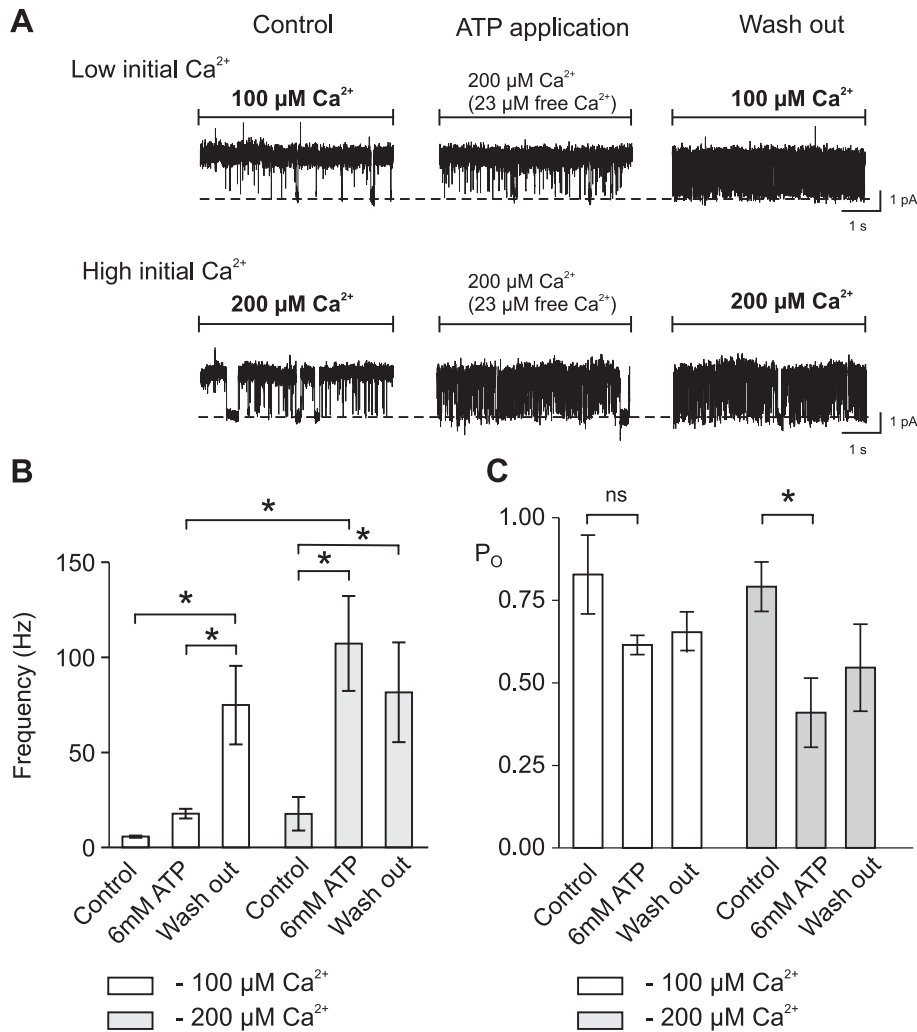 A
Control
ATP application
Wash out
Low initial Ca²⁺
100 µM Ca²⁺
200 µM Ca²⁺
(23 µM free Ca²⁺)
100 µM Ca²⁺
1 pA
1 s
High initial Ca²⁺
200 µM Ca²⁺
200 µM Ca²⁺
(23 µM free Ca²⁺)
200 µM Ca²⁺
1 pA
1 s
B
Frequency (Hz)
150
100
50
0
*
*
*
*
*
Control
6mM ATP
Wash out
Control
6mM ATP
Wash out
- 100 µM Ca²⁺
- 200 µM Ca²⁺
C
P_O
1.00
0.75
0.50
0.25
0.00
ns
*
Control
6mM ATP
Wash out
Control
6mM ATP
Wash out
- 100 µM Ca²⁺
- 200 µM Ca²⁺